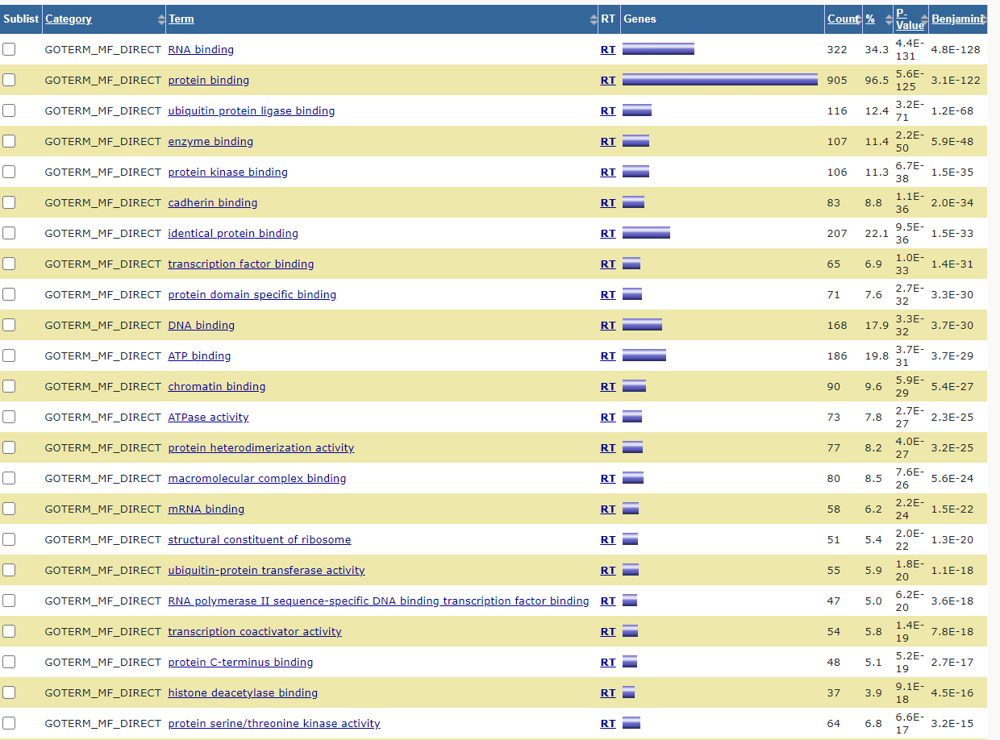 Sublist Category Term RT Genes Count % P-Value Benjamini
GOTERM_MF_DIRECT RNA binding RT 322 34.3 4.4E-131 4.8E-128
GOTERM_MF_DIRECT protein binding RT 905 96.5 5.6E-125 3.1E-122
GOTERM_MF_DIRECT ubiquitin protein ligase binding RT 116 12.4 3.2E-71 1.2E-68
GOTERM_MF_DIRECT enzyme binding RT 107 11.4 2.2E-50 5.9E-48
GOTERM_MF_DIRECT protein kinase binding RT 106 11.3 6.7E-38 1.5E-35
GOTERM_MF_DIRECT cadherin binding RT 83 8.8 1.1E-36 2.0E-34
GOTERM_MF_DIRECT identical protein binding RT 207 22.1 9.5E-36 1.5E-33
GOTERM_MF_DIRECT transcription factor binding RT 65 6.9 1.0E-33 1.4E-31
GOTERM_MF_DIRECT protein domain specific binding RT 71 7.6 2.7E-32 3.3E-30
GOTERM_MF_DIRECT DNA binding RT 168 17.9 3.3E-32 3.7E-30
GOTERM_MF_DIRECT ATP binding RT 186 19.8 3.7E-31 3.7E-29
GOTERM_MF_DIRECT chromatin binding RT 90 9.6 5.9E-29 5.4E-27
GOTERM_MF_DIRECT ATPase activity RT 73 7.8 2.7E-27 2.3E-25
GOTERM_MF_DIRECT protein heterodimerization activity RT 77 8.2 4.0E-27 3.2E-25
GOTERM_MF_DIRECT macromolecular complex binding RT 80 8.5 7.6E-26 5.6E-24
GOTERM_MF_DIRECT mRNA binding RT 58 6.2 2.2E-24 1.5E-22
GOTERM_MF_DIRECT structural constituent of ribosome RT 51 5.4 2.0E-22 1.3E-20
GOTERM_MF_DIRECT ubiquitin-protein transferase activity RT 55 5.9 1.8E-20 1.1E-18
GOTERM_MF_DIRECT RNA polymerase II sequence-specific DNA binding transcription factor binding RT 47 5.0 6.2E-20 3.6E-18
GOTERM_MF_DIRECT transcription coactivator activity RT 54 5.8 1.4E-19 7.8E-18
GOTERM_MF_DIRECT protein C-terminus binding RT 48 5.1 5.2E-19 2.7E-17
GOTERM_MF_DIRECT histone deacetylase binding RT 37 3.9 9.1E-18 4.5E-16
GOTERM_MF_DIRECT protein serine/threonine kinase activity RT 64 6.8 6.6E-17 3.2E-15